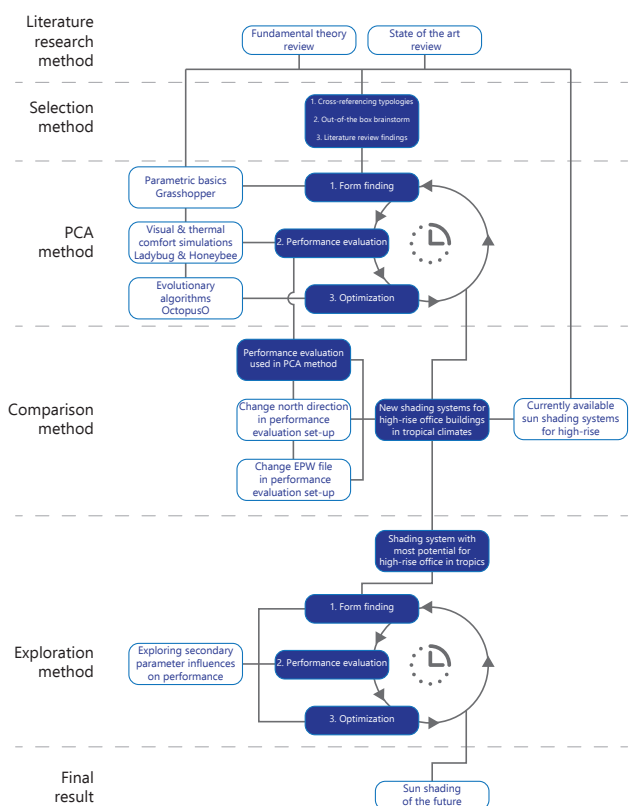 Literature
research
method
Fundamental theory
review
State of the art
review
Selection
method
1. Cross-referencing typologies
2. Out-of-the box brainstorm
3. Literature review findings
PCA
method
Parametric basics
Grasshopper
1. Form finding
Visual & thermal
comfort simulations
Ladybug & Honeybee
2. Performance evaluation
Evolutionary
algorithms
OctopusO
3. Optimization
Comparison
method
Performance evaluation
used in PCA method
Change north direction
in performance
evaluation set-up
New shading systems for
high-rise office buildings
in tropical climates
Currently available
sun shading systems
for high-rise
Change EPW file
in performance
evaluation set-up
Exploration
method
Shading system with
most potential for
high-rise office in tropics
1. Form finding
Exploring secondary
parameter influences
on performance
2. Performance evaluation
3. Optimization
Final
result
Sun shading
of the future